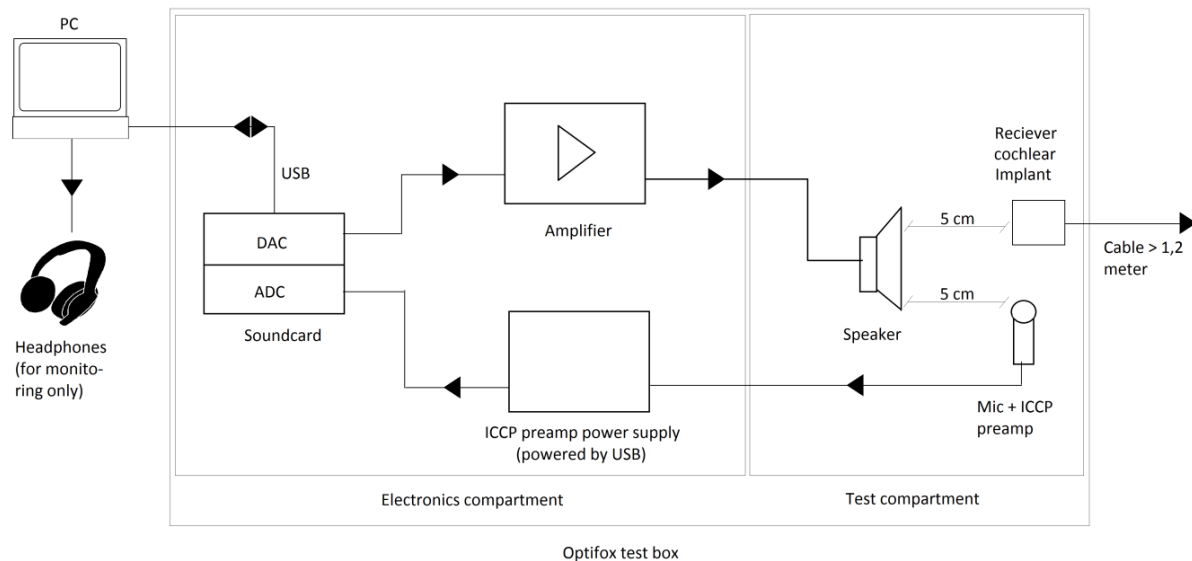 PC
USB
DAC
ADC
Soundcard
Headphones
(for monito-
ring only)
Amplifier
ICCP preamp power supply
(powered by USB)
Electronics compartment
Speaker
5 cm
5 cm
Reciever
cochlear
Implant
Cable > 1,2
meter
Mic + ICCP
preamp
Test compartment
Optifox test box